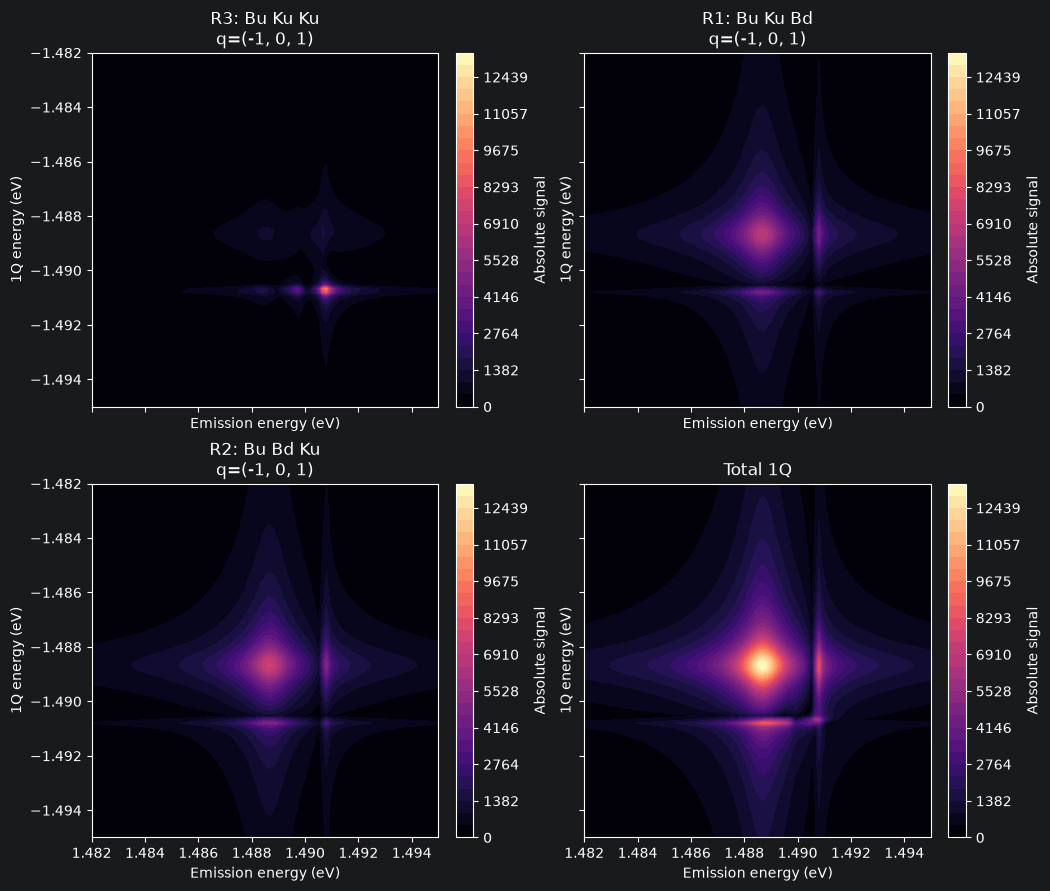 R3: Bu Ku Ku
q=(-1, 0, 1)
−1.482
−1.484
−1.486
−1.488
−1.490
−1.492
−1.494
1Q energy (eV)
Emission energy (eV)
12439
11057
9675
8293
6910
5528
4146
2764
1382
0
Absolute signal
R1: Bu Ku Bd
q=(-1, 0, 1)
1Q energy (eV)
Emission energy (eV)
12439
11057
9675
8293
6910
5528
4146
2764
1382
0
Absolute signal
R2: Bu Bd Ku
q=(-1, 0, 1)
−1.482
−1.484
−1.486
−1.488
−1.490
−1.492
−1.494
1Q energy (eV)
1.482 1.484 1.486 1.488 1.490 1.492 1.494
Emission energy (eV)
12439
11057
9675
8293
6910
5528
4146
2764
1382
0
Absolute signal
Total 1Q
1Q energy (eV)
1.482 1.484 1.486 1.488 1.490 1.492 1.494
Emission energy (eV)
12439
11057
9675
8293
6910
5528
4146
2764
1382
0
Absolute signal